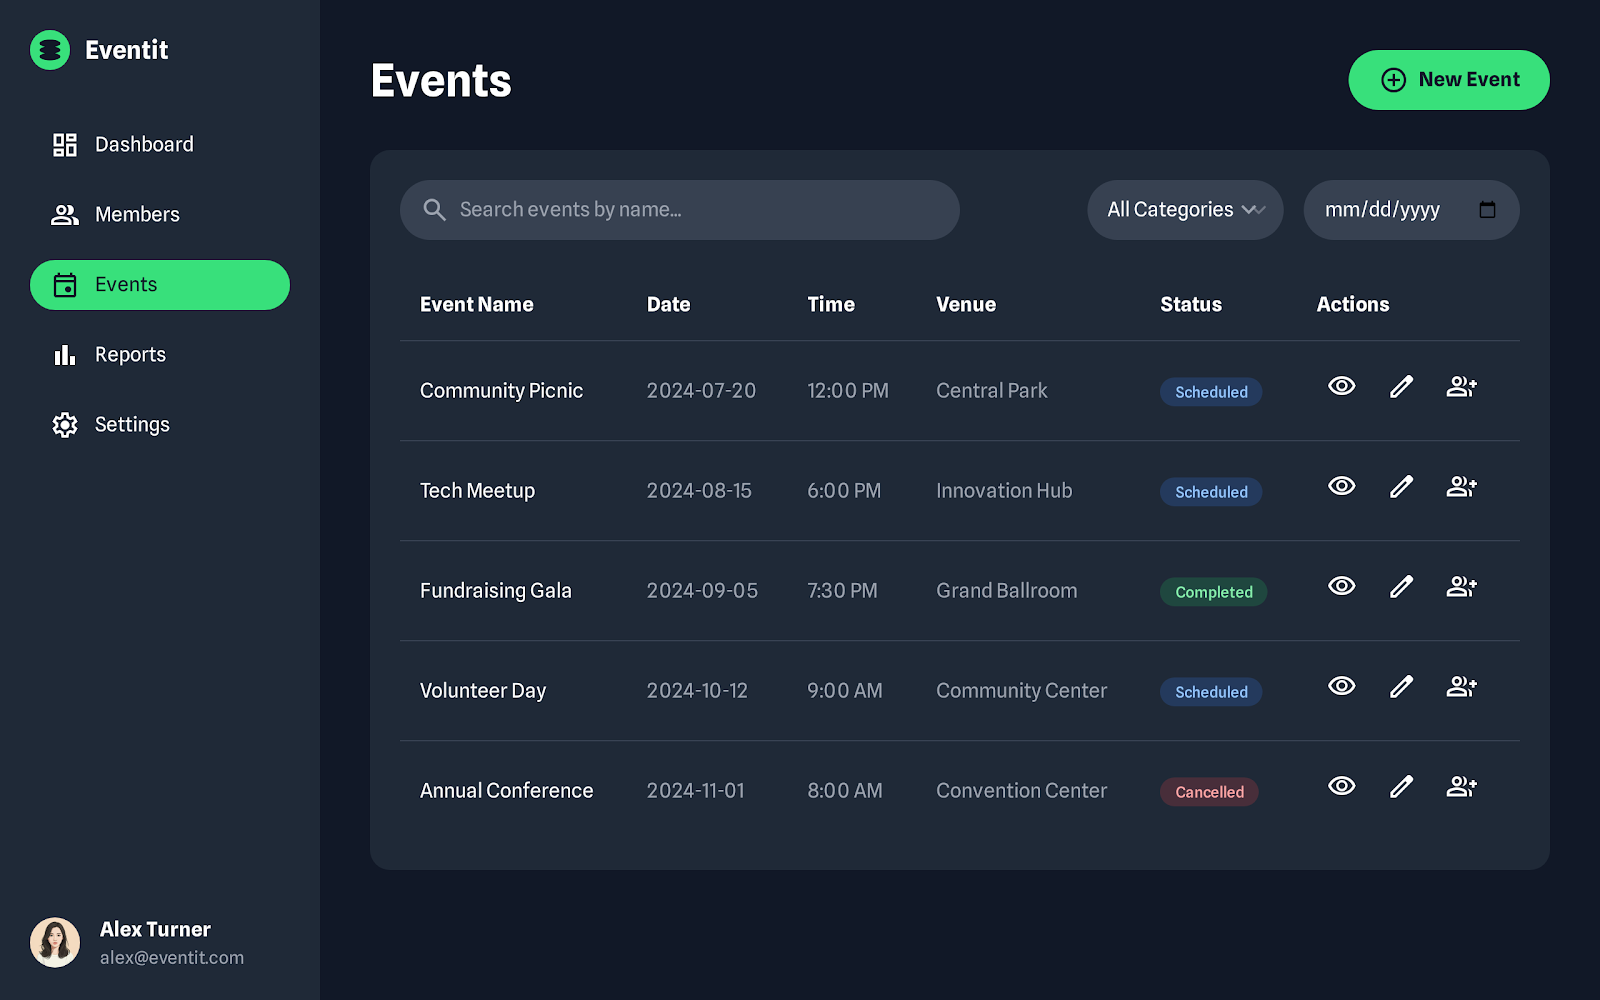 Eventit
Dashboard
Members
Events
Reports
Settings
Alex Turner
alex@eventit.com
Events
New Event
Search events by name...
All Categories
mm/dd/yyyy
Event Name Date Time Venue Status Actions
Community Picnic 2024-07-20 12:00 PM Central Park Scheduled
Tech Meetup 2024-08-15 6:00 PM Innovation Hub Scheduled
Fundraising Gala 2024-09-05 7:30 PM Grand Ballroom Completed
Volunteer Day 2024-10-12 9:00 AM Community Center Scheduled
Annual Conference 2024-11-01 8:00 AM Convention Center Cancelled